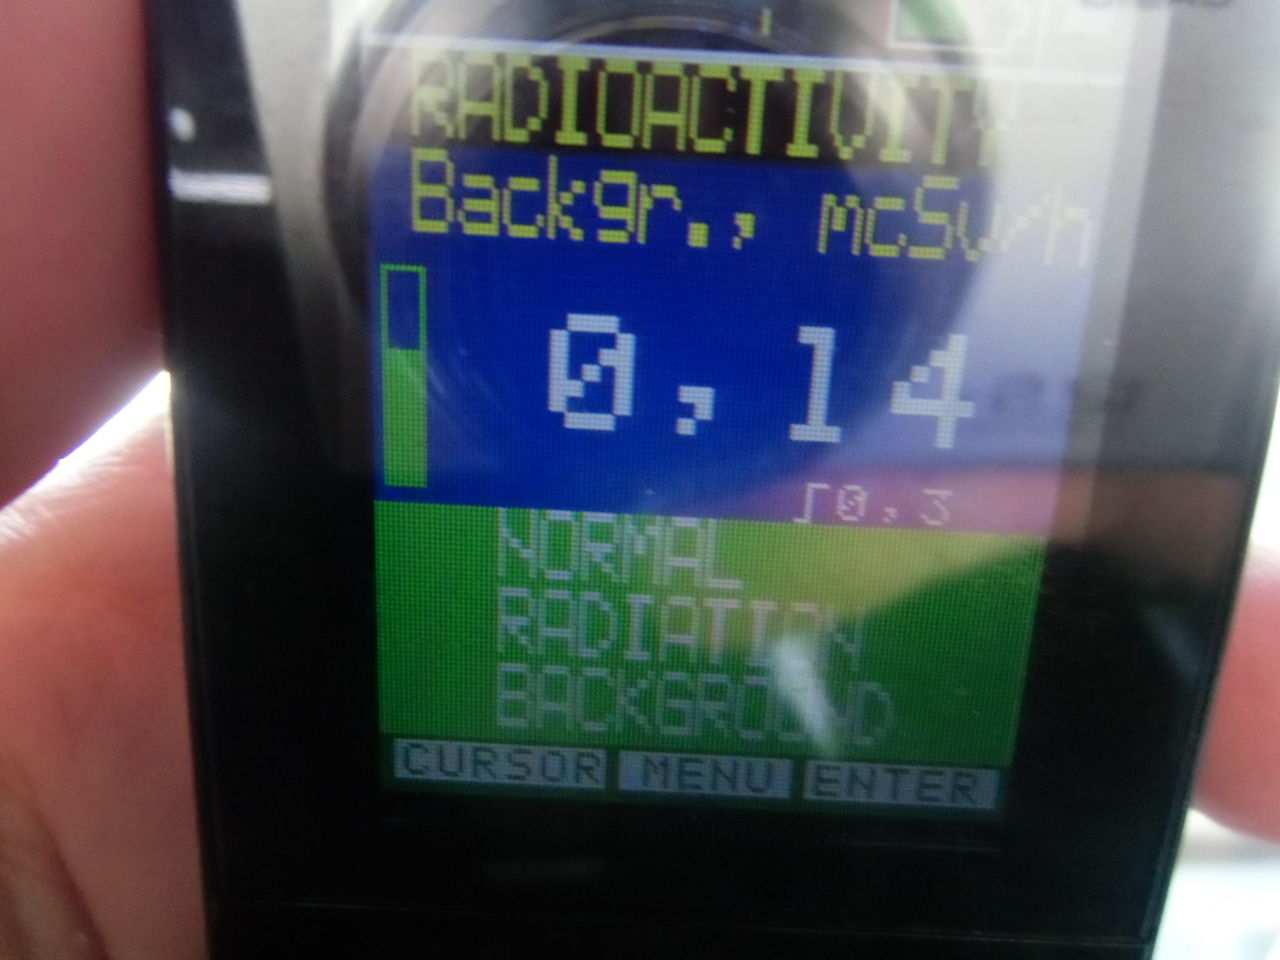 RADIOACTIVITY
Backgr., mcSv/h
0,14
0,3
NORMAL
RADIATION
BACKGROUND
CURSOR MENU ENTER